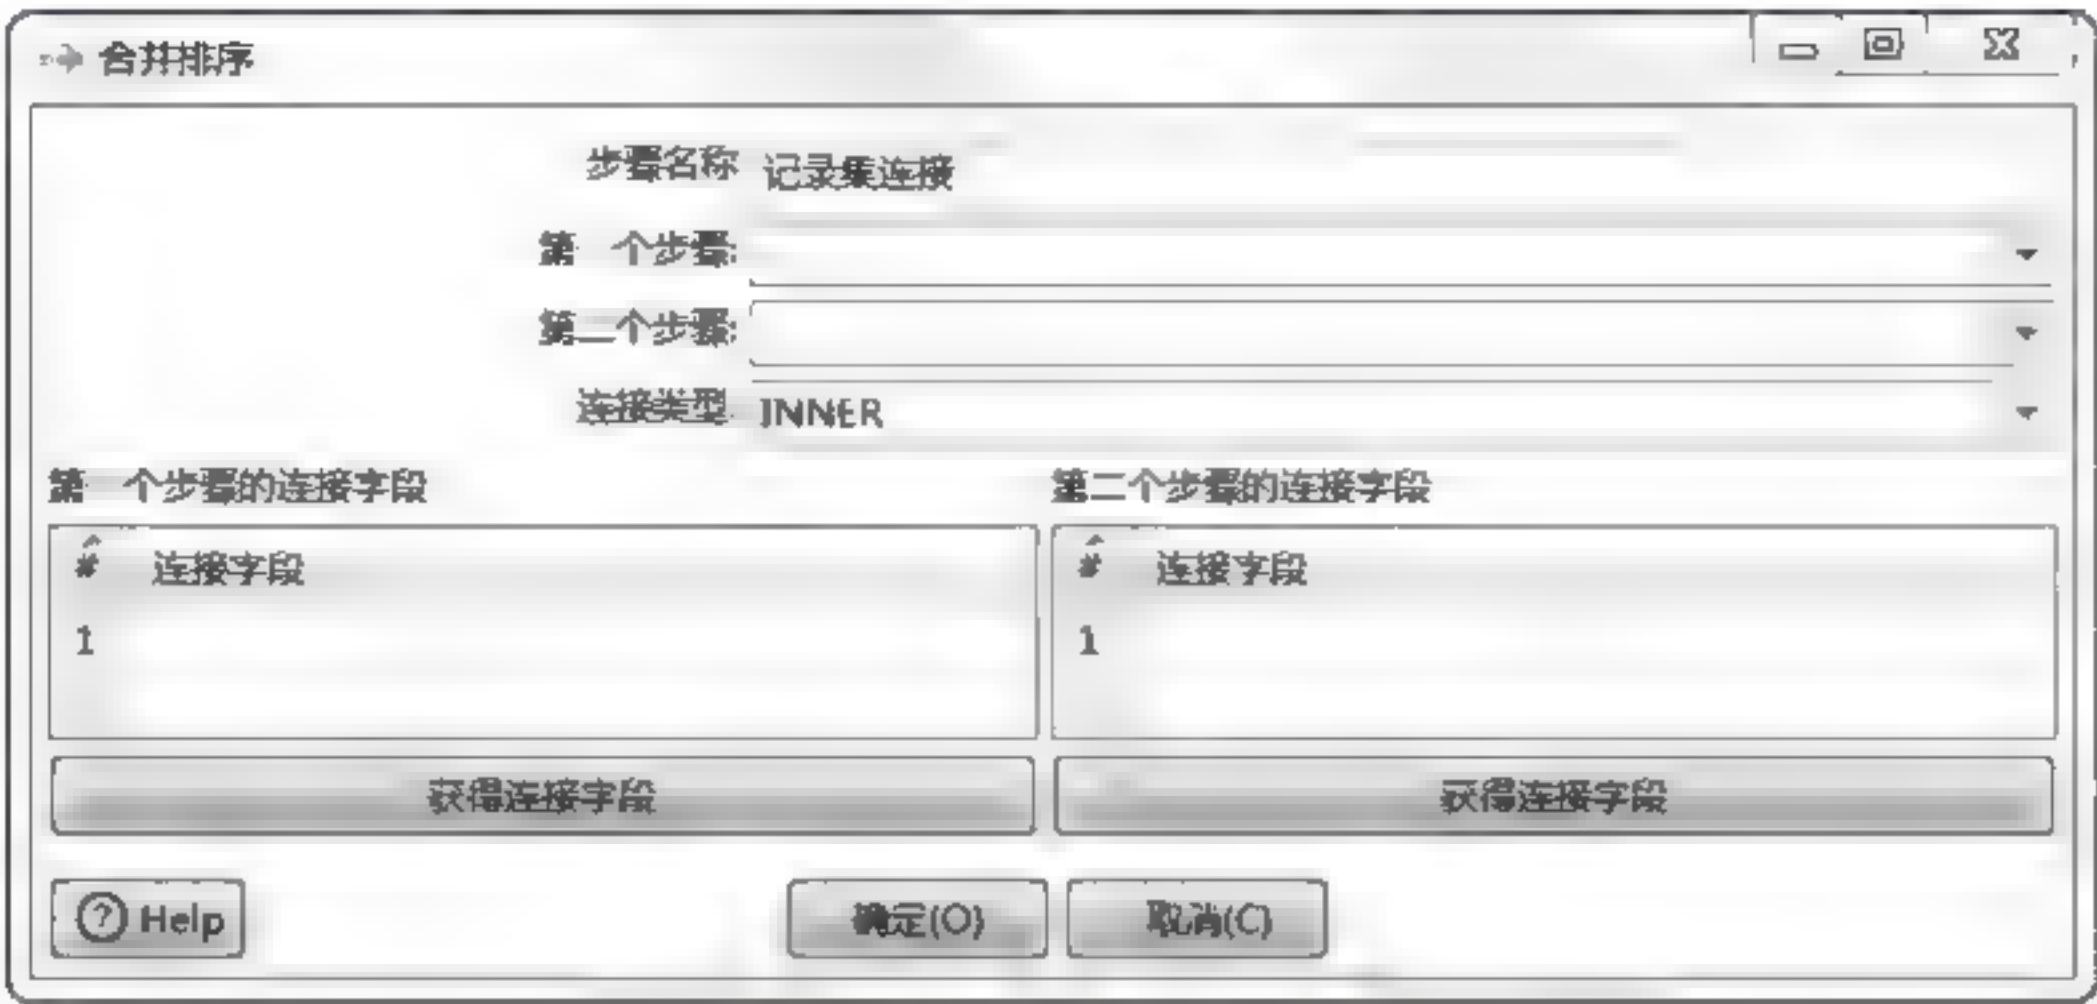 合并排序
步骤名称 记录集连接
第一个步骤:
第二个步骤:
连接类型 INNER
第一个步骤的连接字段 第二个步骤的连接字段
# 连接字段 # 连接字段
1 1
获得连接字段 获得连接字段
Help 确定(O) 取消(C)